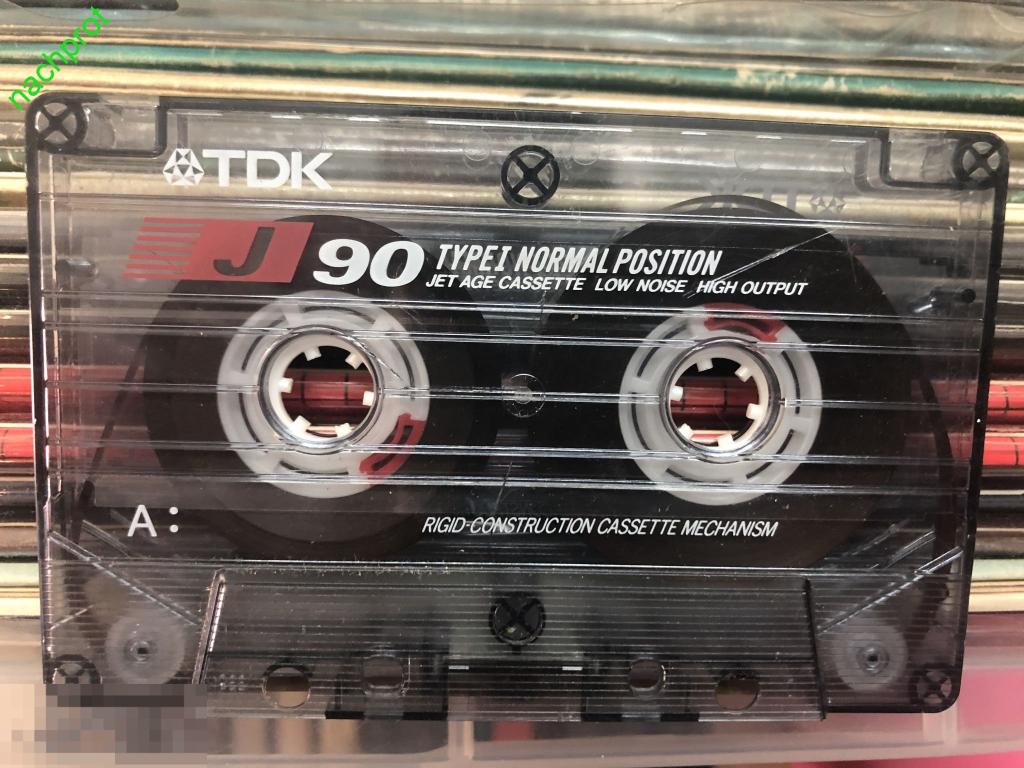 nachprot
TDK
J 90 TYPE I NORMAL POSITION
JET AGE CASSETTE LOW NOISE HIGH OUTPUT
A:
RIGID-CONSTRUCTION CASSETTE MECHANISM